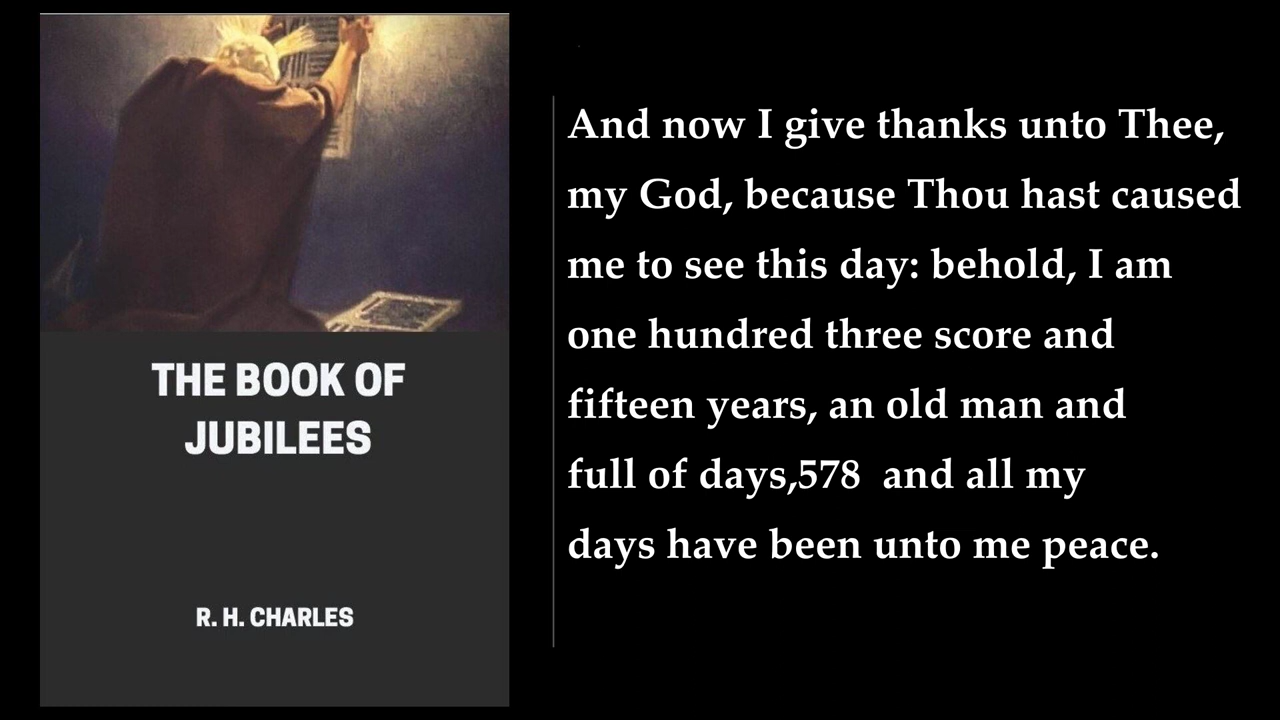 THE BOOK OF
JUBILEES
R. H. CHARLES
And now I give thanks unto Thee,
my God, because Thou hast caused
me to see this day: behold, I am
one hundred three score and
fifteen years, an old man and
full of days,578  and all my
days have been unto me peace.